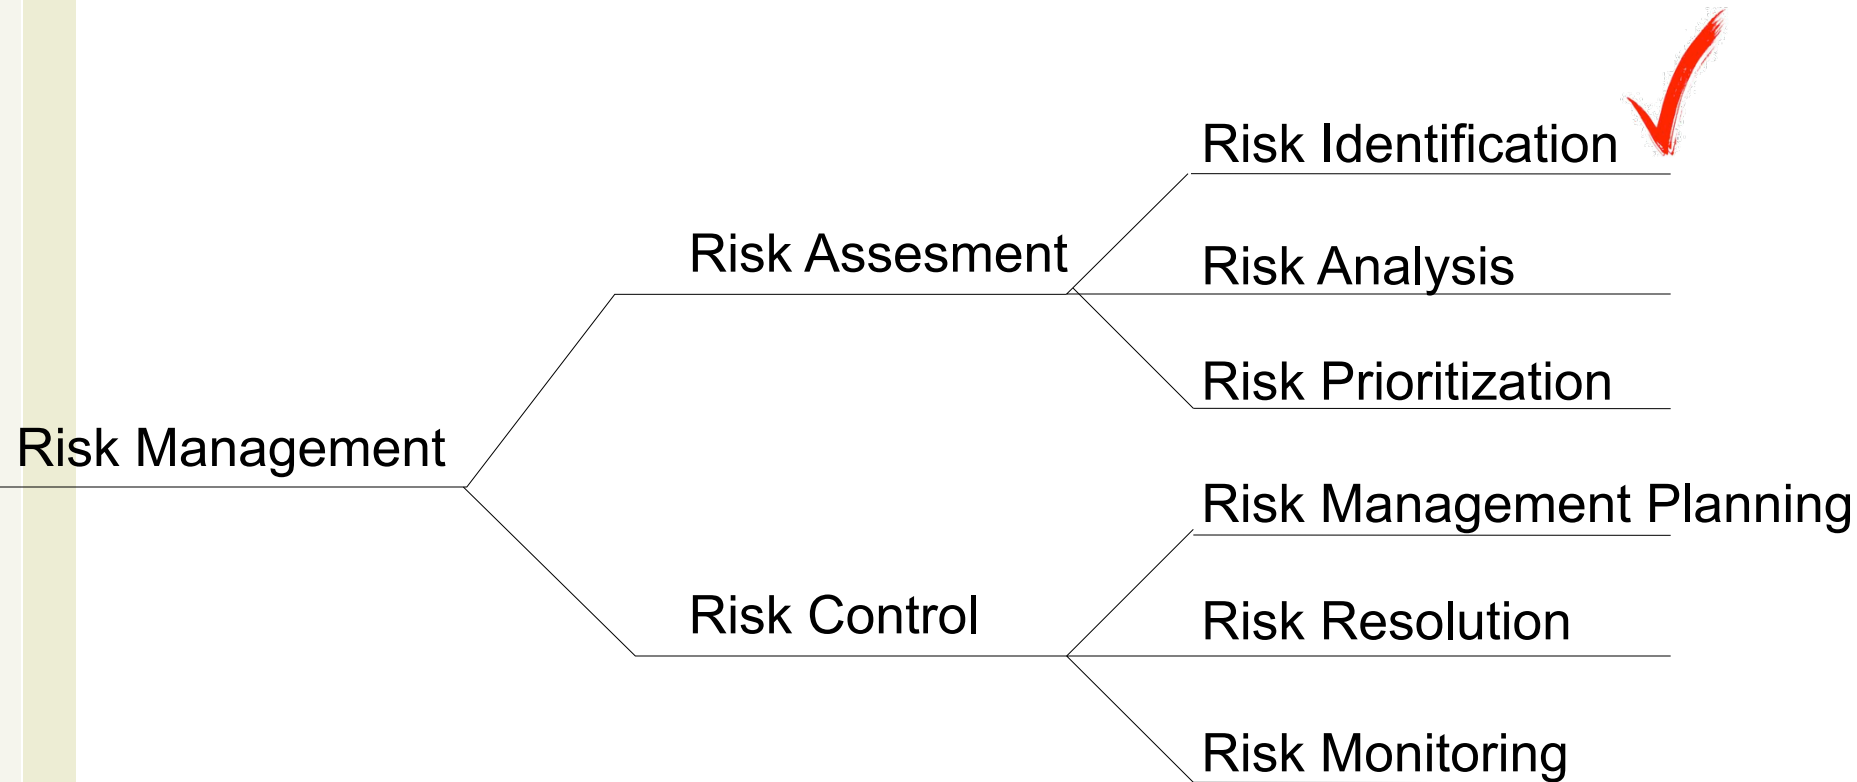 Risk Identification
Risk Assesment
Risk Analysis
Risk Prioritization
Risk Management
Risk Management Planning
Risk Control
Risk Resolution
Risk Monitoring